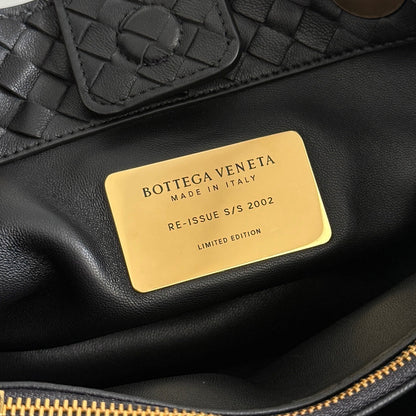 BOTTEGA VENETA
MADE IN ITALY
RE-ISSUE S/S 2002
LIMITED EDITION